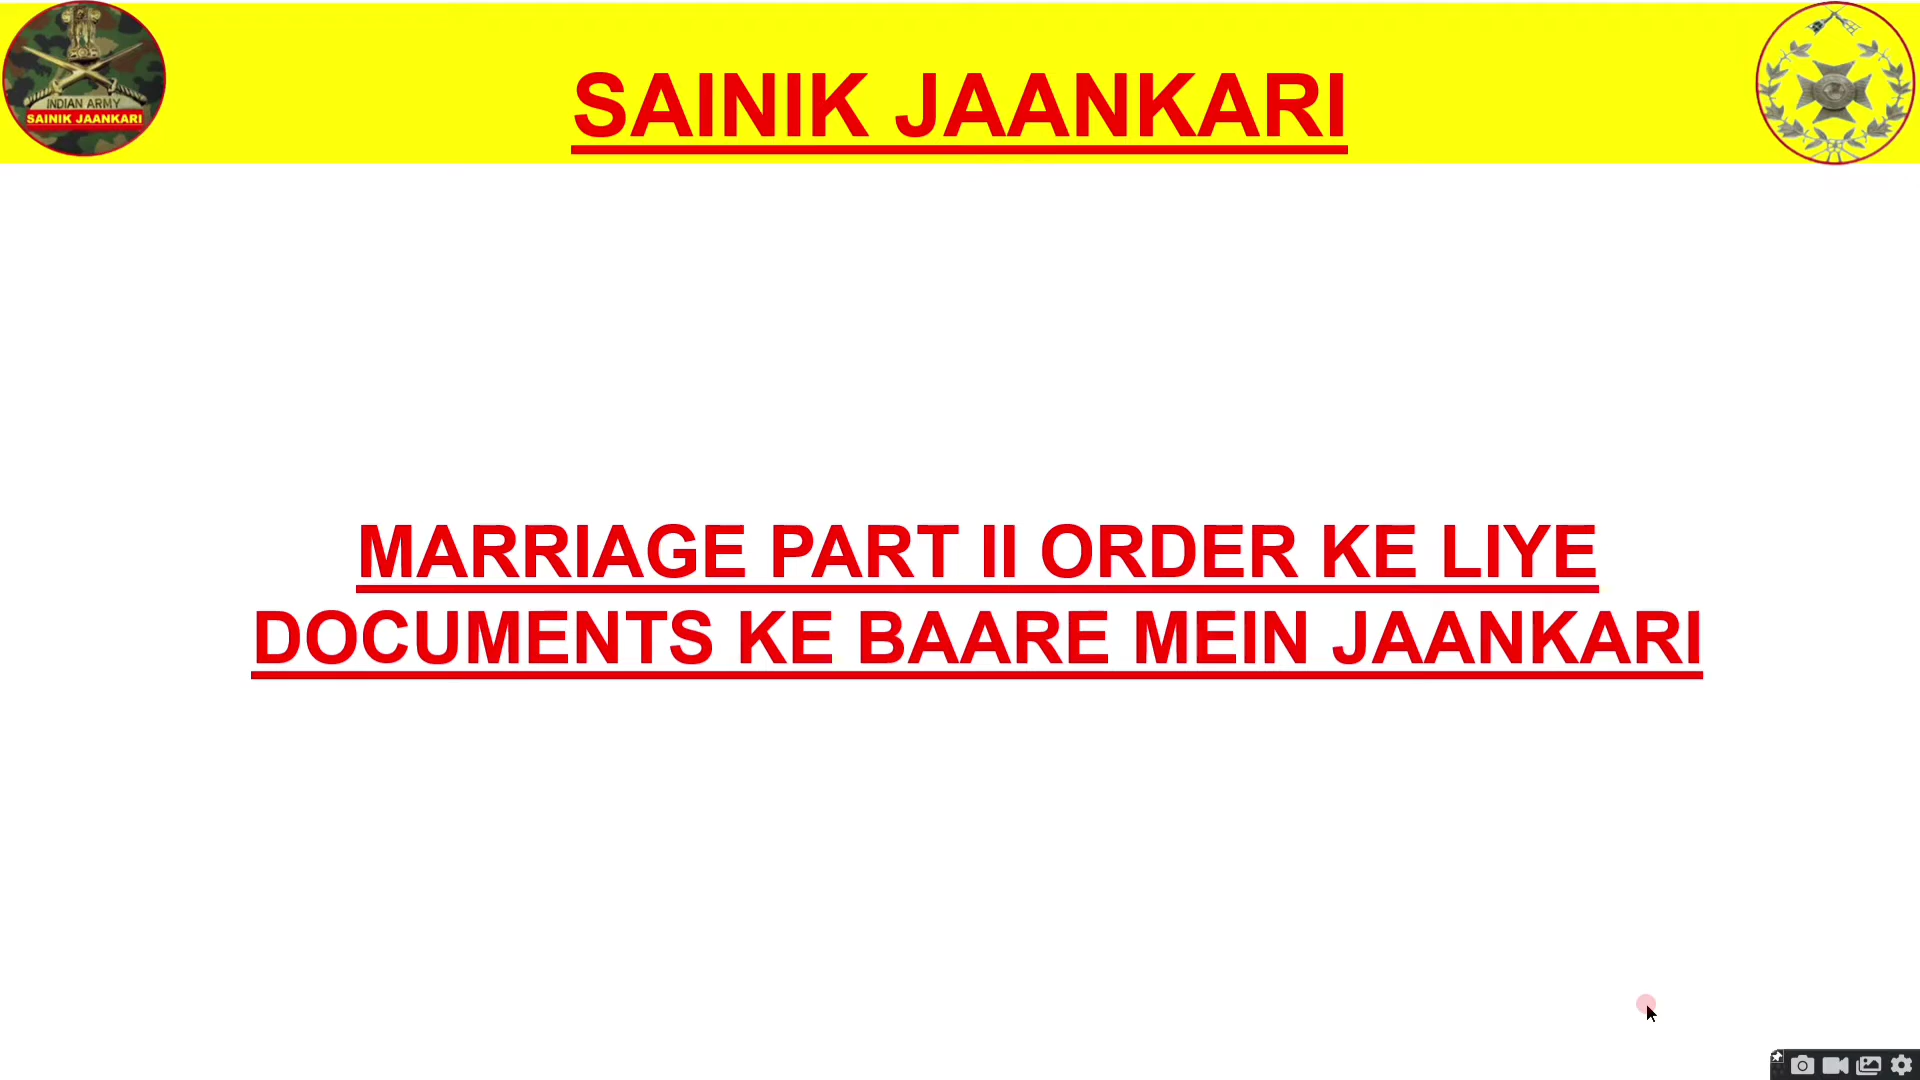 INDIAN ARMY
SAINIK JAANKARI
SAINIK JAANKARI
MARRIAGE PART II ORDER KE LIYE
DOCUMENTS KE BAARE MEIN JAANKARI